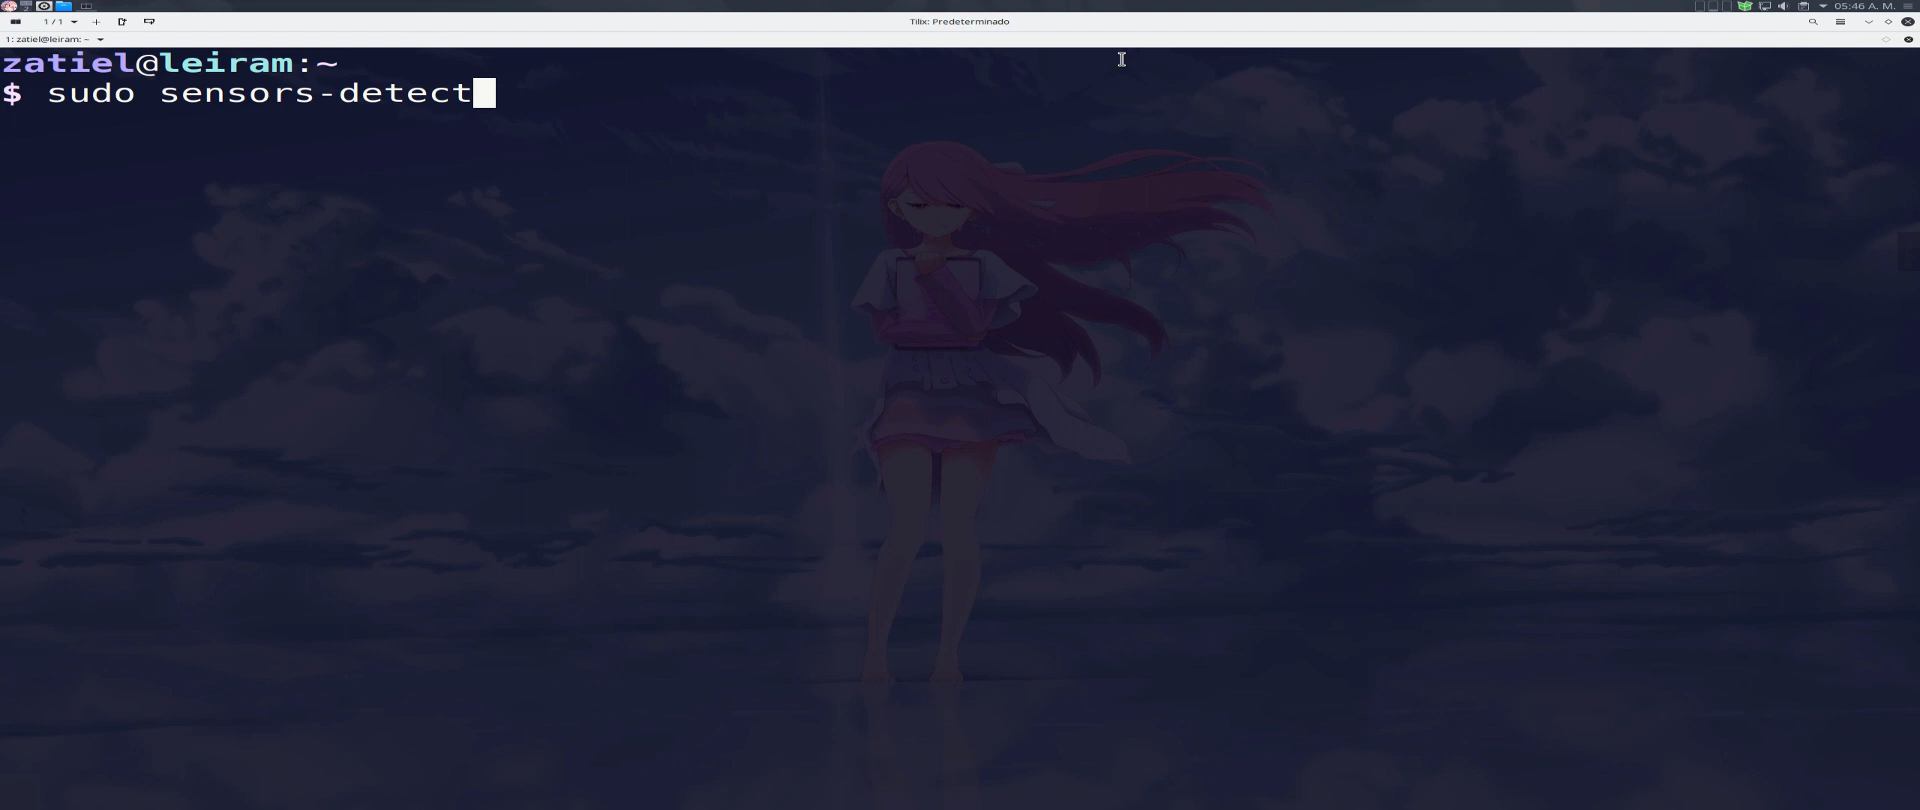 1 / 1
Tilix: Predeterminado
05:46 A. M.
1: zatiel@leiram: ~
zatiel@leiram:~
$ sudo sensors-detect